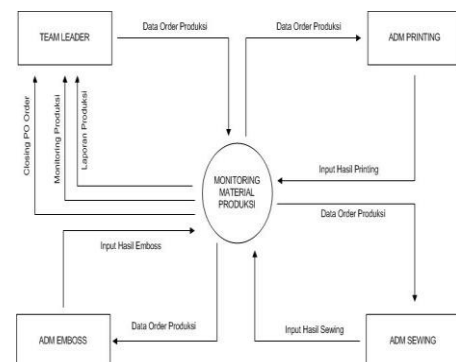 TEAM LEADER
Data Order Produksi
Data Order Produksi
ADM PRINTING
Closing PO Order
Monitoring Produksi
Laporan Produksi
Input Hasil Printing
MONITORING
MATERIAL
PRODUKSI
Data Order Produksi
Input Hasil Emboss
ADM EMBOSS
Data Order Produksi
Input Hasil Sewing
ADM SEWING